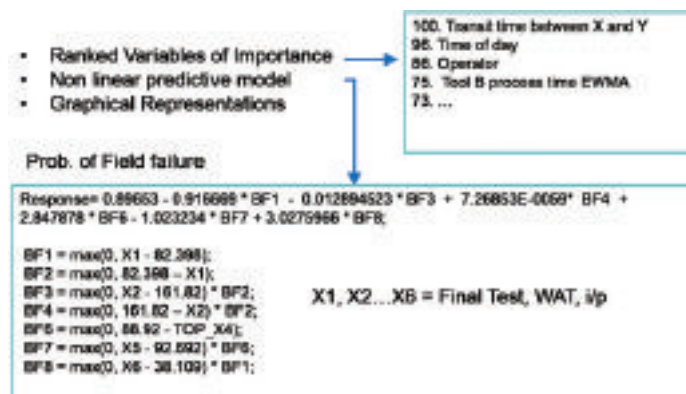 100. Transit time between X and Y
96. Time of day
86. Operator
75. Tool B process time EWMA
73. ...
• Ranked Variables of Importance
• Non linear predictive model
• Graphical Representations
Prob. of Field failure
Response= 0.89653 - 0.916669 * BF1 - 0.012894523 * BF3 + 7.26853E-0059* BF4 +
2.847878 * BF6 - 1.023234 * BF7 + 3.0275966 * BF8;
BF1 = max(0, X1 - 82.398);
BF2 = max(0, 82.398 – X1);
BF3 = max(0, X2 - 161.82) * BF2;
BF4 = max(0, 161.82 – X2) * BF2;
BF6 = max(0, 86.92 - TOP_X4);
BF7 = max(0, X5 - 92.692) * BF6;
BF8 = max(0, X6 - 38.109) * BF1;
X1, X2...X6 = Final Test, WAT, i/p